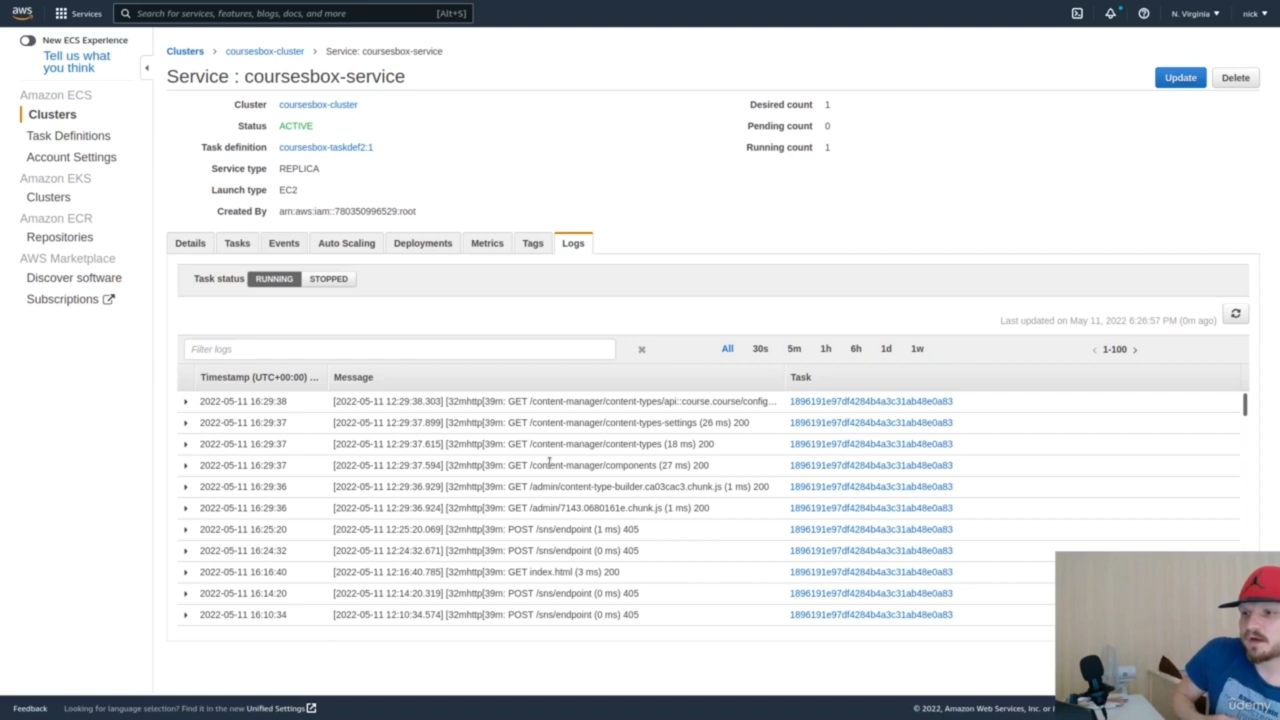 aws Services Search for services, features, blogs, docs, and more [Alt+S] N. Virginia nick
New ECS Experience
Tell us what
you think
Amazon ECS
Clusters
Task Definitions
Account Settings
Amazon EKS
Clusters
Amazon ECR
Repositories
AWS Marketplace
Discover software
Subscriptions
Clusters > coursesbox-cluster > Service: coursesbox-service
Service : coursesbox-service
Update Delete
Cluster coursesbox-cluster Desired count 1
Status ACTIVE Pending count 0
Task definition coursesbox-taskdef2:1 Running count 1
Service type REPLICA
Launch type EC2
Created By arn:aws:iam::780350996529:root
Details Tasks Events Auto Scaling Deployments Metrics Tags Logs
Task status RUNNING STOPPED
Last updated on May 11, 2022 6:26:57 PM (0m ago)
Filter logs All 30s 5m 1h 6h 1d 1w 1-100
Timestamp (UTC+00:00) ... Message Task
2022-05-11 16:29:38 [2022-05-11 12:29:38.303] [32mhttp[39m: GET /content-manager/content-types/api::course.course/config... 1896191e97df4284b4a3c31ab48e0a83
2022-05-11 16:29:37 [2022-05-11 12:29:37.899] [32mhttp[39m: GET /content-manager/content-types-settings (26 ms) 200 1896191e97df4284b4a3c31ab48e0a83
2022-05-11 16:29:37 [2022-05-11 12:29:37.615] [32mhttp[39m: GET /content-manager/content-types (18 ms) 200 1896191e97df4284b4a3c31ab48e0a83
2022-05-11 16:29:37 [2022-05-11 12:29:37.594] [32mhttp[39m: GET /content-manager/components (27 ms) 200 1896191e97df4284b4a3c31ab48e0a83
2022-05-11 16:29:36 [2022-05-11 12:29:36.929] [32mhttp[39m: GET /admin/content-type-builder.ca03cac3.chunk.js (1 ms) 200 1896191e97df4284b4a3c31ab48e0a83
2022-05-11 16:29:36 [2022-05-11 12:29:36.924] [32mhttp[39m: GET /admin/7143.0680161e.chunk.js (1 ms) 200 1896191e97df4284b4a3c31ab48e0a83
2022-05-11 16:25:20 [2022-05-11 12:25:20.069] [32mhttp[39m: POST /sns/endpoint (1 ms) 405 1896191e97df4284b4a3c31ab48e0a83
2022-05-11 16:24:32 [2022-05-11 12:24:32.671] [32mhttp[39m: POST /sns/endpoint (0 ms) 405 1896191e97df4284b4a3c31ab48e0a83
2022-05-11 16:16:40 [2022-05-11 12:16:40.785] [32mhttp[39m: GET index.html (3 ms) 200 1896191e97df4284b4a3c31ab48e0a83
2022-05-11 16:14:20 [2022-05-11 12:14:20.319] [32mhttp[39m: POST /sns/endpoint (0 ms) 405 1896191e97df4284b4a3c31ab48e0a83
2022-05-11 16:10:34 [2022-05-11 12:10:34.574] [32mhttp[39m: POST /sns/endpoint (0 ms) 405 1896191e97df4284b4a3c31ab48e0a83
Feedback Looking for language selection? Find it in the new Unified Settings © 2022, Amazon Web Services, Inc. or
udemy